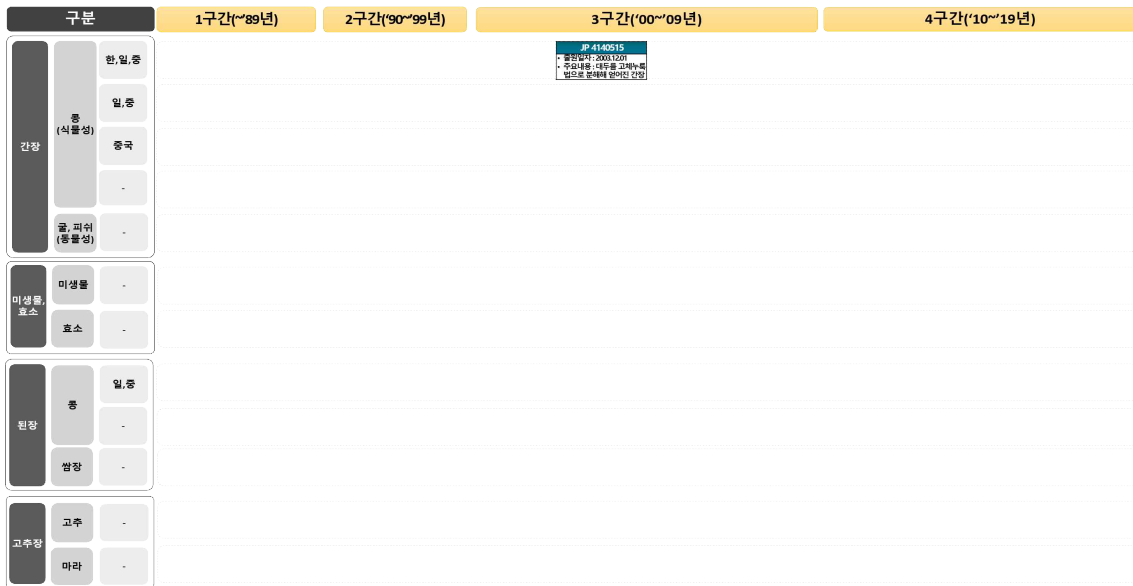 구분
1구간(~'89년)
2구간('90~'99년)
3구간('00~'09년)
4구간('10~'19년)
JP 4140515
• 출원일자 : 2003.12.01
• 주요내용 : 대두를 고체누룩
법으로 분해해 얻어진 간장
간장
콩
(식물성)
한,일,중
일,중
중국
-
굴, 피쉬
(동물성)
-
미생물,
효소
미생물
-
효소
-
된장
콩
일,중
-
쌈장
-
고추장
고추
-
마라
-